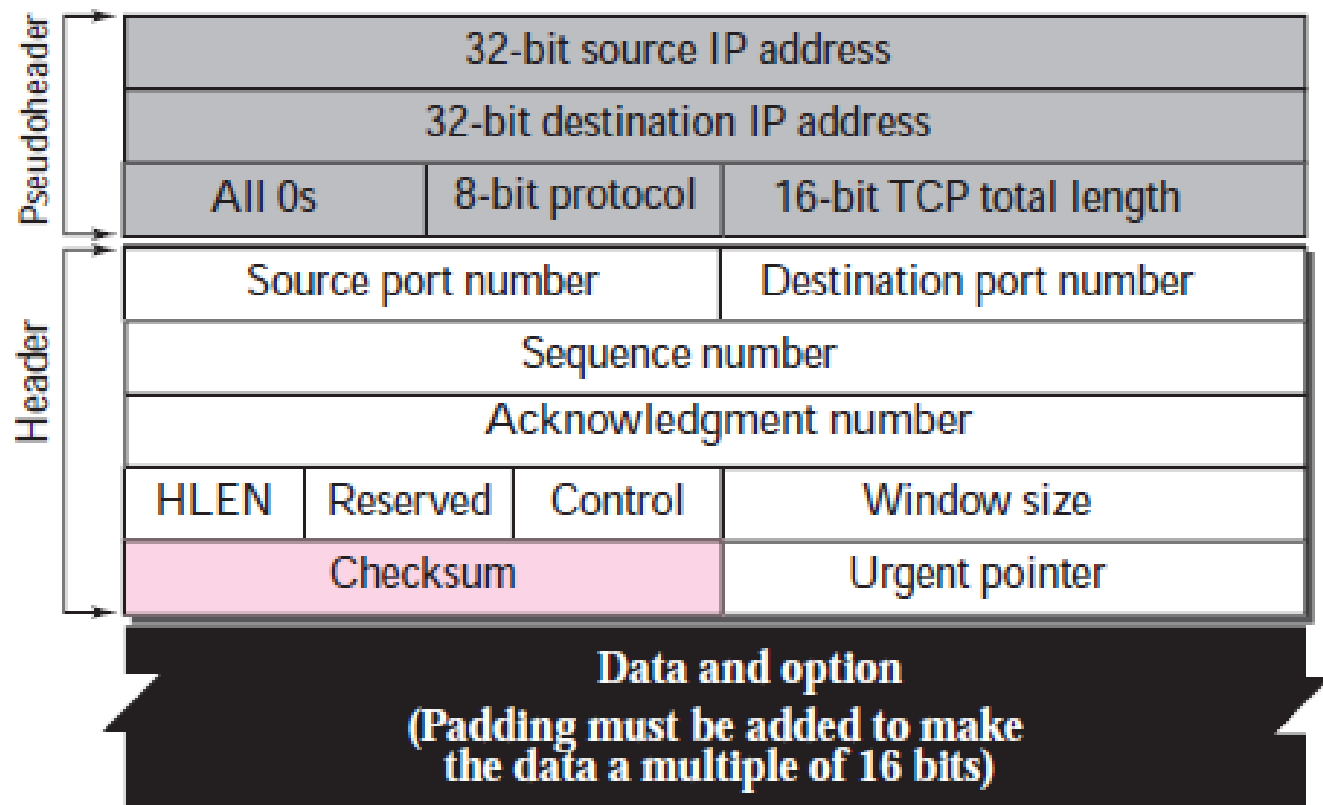 Pseudoheader
32-bit source IP address
32-bit destination IP address
All 0s 8-bit protocol 16-bit TCP total length
Header
Source port number Destination port number
Sequence number
Acknowledgment number
HLEN Reserved Control Window size
Checksum Urgent pointer
Data and option
(Padding must be added to make
the data a multiple of 16 bits)